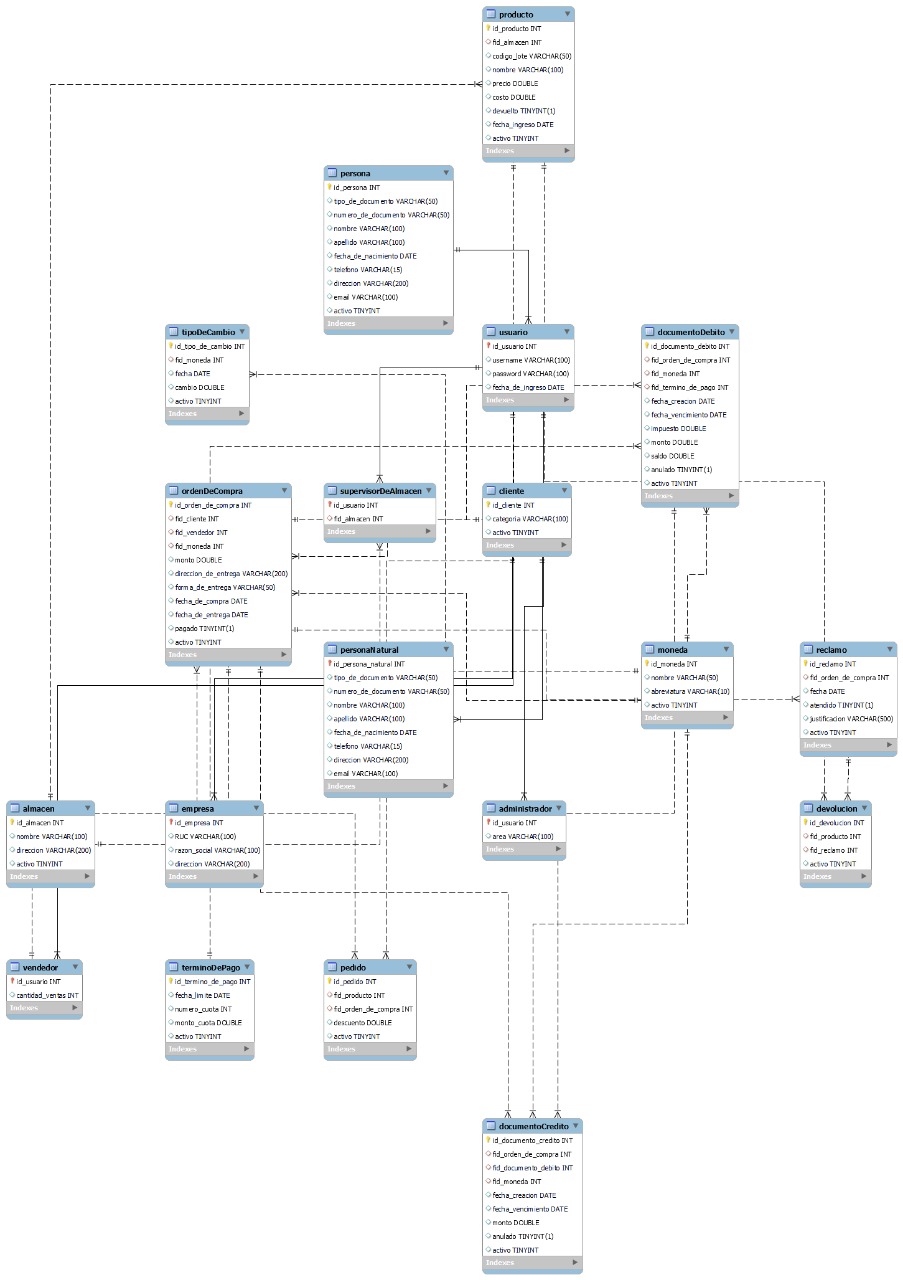 producto
id_producto INT
fid_almacen INT
codigo_lote VARCHAR(50)
nombre VARCHAR(100)
precio DOUBLE
costo DOUBLE
devuelto TINYINT(1)
fecha_ingreso DATE
activo TINYINT
Indexes
persona
id_persona INT
tipo_de_documento VARCHAR(50)
numero_de_documento VARCHAR(50)
nombre VARCHAR(100)
apellido VARCHAR(100)
fecha_de_nacimiento DATE
telefono VARCHAR(15)
direccion VARCHAR(200)
email VARCHAR(100)
activo TINYINT
Indexes
tipoDeCambio
id_tipo_de_cambio INT
fid_moneda INT
fecha DATE
cambio DOUBLE
activo TINYINT
Indexes
usuario
id_usuario INT
username VARCHAR(100)
password VARCHAR(100)
fecha_de_ingreso DATE
Indexes
documentoDebito
id_documento_debito INT
fid_orden_de_compra INT
fid_moneda INT
fid_termino_de_pago INT
fecha_creacion DATE
fecha_vencimiento DATE
impuesto DOUBLE
monto DOUBLE
saldo DOUBLE
anulado TINYINT(1)
activo TINYINT
Indexes
ordenDeCompra
id_orden_de_compra INT
fid_cliente INT
fid_vendedor INT
fid_moneda INT
monto DOUBLE
direccion_de_entrega VARCHAR(200)
forma_de_entrega VARCHAR(50)
fecha_de_compra DATE
fecha_de_entrega DATE
pagado TINYINT(1)
activo TINYINT
Indexes
supervisorDeAlmacen
id_usuario INT
fid_almacen INT
Indexes
cliente
id_cliente INT
categoria VARCHAR(100)
activo TINYINT
Indexes
personaNatural
id_persona_natural INT
tipo_de_documento VARCHAR(50)
numero_de_documento VARCHAR(50)
nombre VARCHAR(100)
apellido VARCHAR(100)
fecha_de_nacimiento DATE
telefono VARCHAR(15)
direccion VARCHAR(200)
email VARCHAR(100)
Indexes
moneda
id_moneda INT
nombre VARCHAR(50)
abreviatura VARCHAR(10)
activo TINYINT
Indexes
reclamo
id_reclamo INT
fid_orden_de_compra INT
fecha DATE
atendido TINYINT(1)
justificacion VARCHAR(500)
activo TINYINT
Indexes
almacen
id_almacen INT
nombre VARCHAR(100)
direccion VARCHAR(200)
activo TINYINT
Indexes
empresa
id_empresa INT
RUC VARCHAR(100)
razon_social VARCHAR(100)
direccion VARCHAR(200)
Indexes
administrador
id_usuario INT
area VARCHAR(100)
Indexes
devolucion
id_devolucion INT
fid_producto INT
fid_reclamo INT
activo TINYINT
Indexes
vendedor
id_usuario INT
cantidad_ventas INT
Indexes
terminoDePago
id_termino_de_pago INT
fecha_limite DATE
numero_cuota INT
monto_cuota DOUBLE
activo TINYINT
Indexes
pedido
id_pedido INT
fid_producto INT
fid_orden_de_compra INT
descuento DOUBLE
activo TINYINT
Indexes
documentoCredito
id_documento_credito INT
fid_orden_de_compra INT
fid_documento_debito INT
fid_moneda INT
fecha_creacion DATE
fecha_vencimiento DATE
monto DOUBLE
anulado TINYINT(1)
activo TINYINT
Indexes